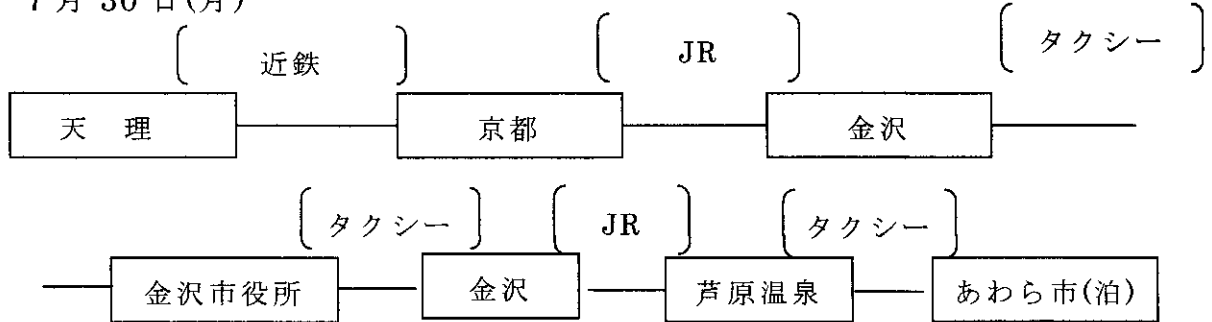 7月30日(月)
近鉄 JR タクシー
天理 京都 金沢
タクシー JR タクシー
金沢市役所 金沢 芦原温泉 あわら市(泊)